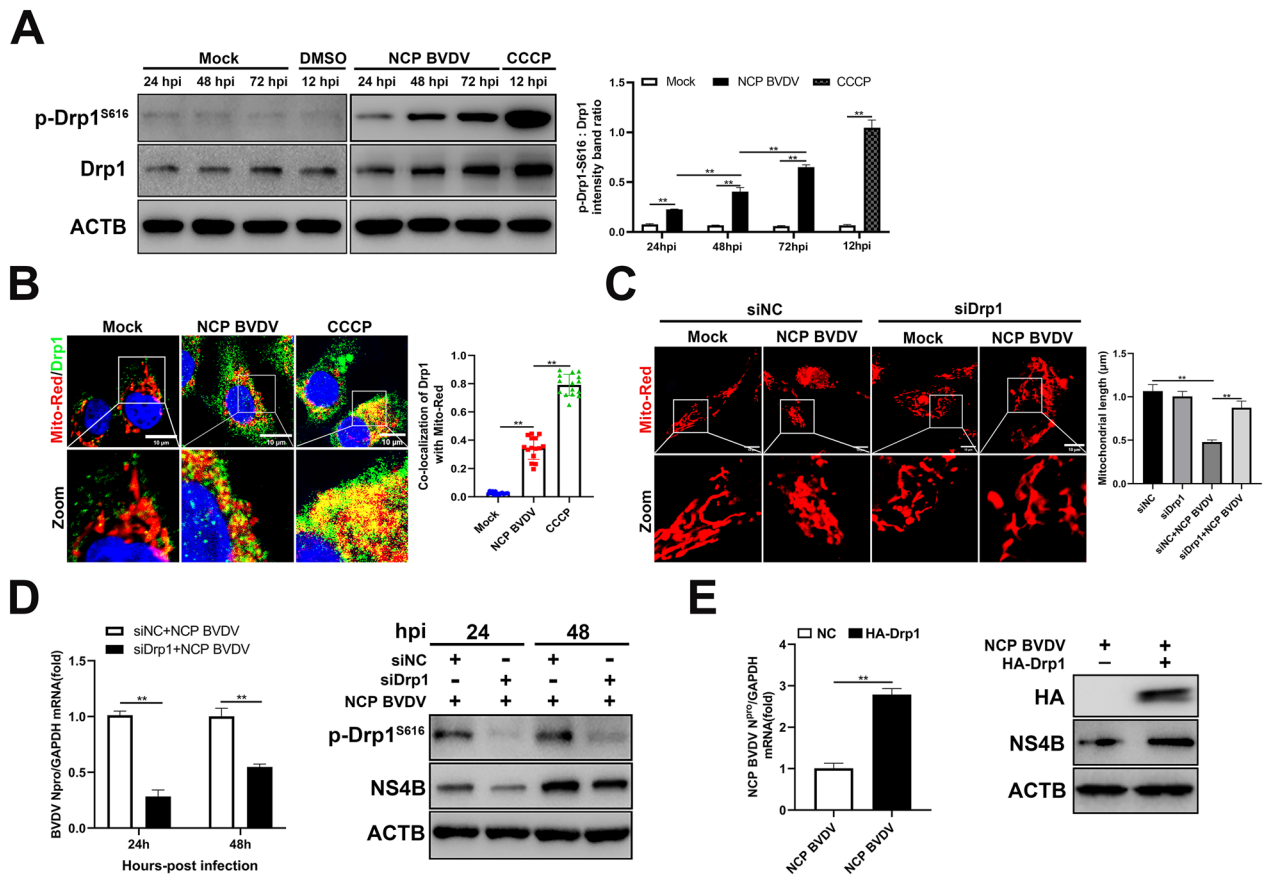 A
Mock DMSO NCP BVDV CCCP
24 hpi 48 hpi 72 hpi 12 hpi 24 hpi 48 hpi 72 hpi 12 hpi
p-Drp1S616
Drp1
ACTB
Mock NCP BVDV CCCP
p-Drp1-S616 : Drp1
intensity band ratio
1.5
1.0
0.5
0.0
** ** ** ** ** **
24hpi 48hpi 72hpi 12hpi
B
Mock NCP BVDV CCCP
Mito-Red/Drp1
10 μm 10 μm 10 μm
Zoom
Co-localization of Drp1
with Mito-Red
1.0
0.8
0.6
0.4
0.2
0.0
** **
Mock NCP BVDV CCCP
C
siNC siDrp1
Mock NCP BVDV Mock NCP BVDV
Mito-Red
Zoom
Mitochondrial length (μm)
1.5
1.0
0.5
0.0
** **
siNC siDrp1 siNC+NCP BVDV siDrp1+NCP BVDV
D
siNC+NCP BVDV
siDrp1+NCP BVDV
BVDV Npro/GAPDH mRNA(fold)
1.5
1.0
0.5
0.0
** **
24h 48h
Hours-post infection
hpi 24 48
siNC + - + -
siDrp1 - + - +
NCP BVDV + + + +
p-Drp1S616
NS4B
ACTB
E
NC HA-Drp1
NCP BVDV Npro/GAPDH
mRNA(fold)
4
3
2
1
0
**
NCP BVDV NCP BVDV
NCP BVDV + +
HA-Drp1 − +
HA
NS4B
ACTB